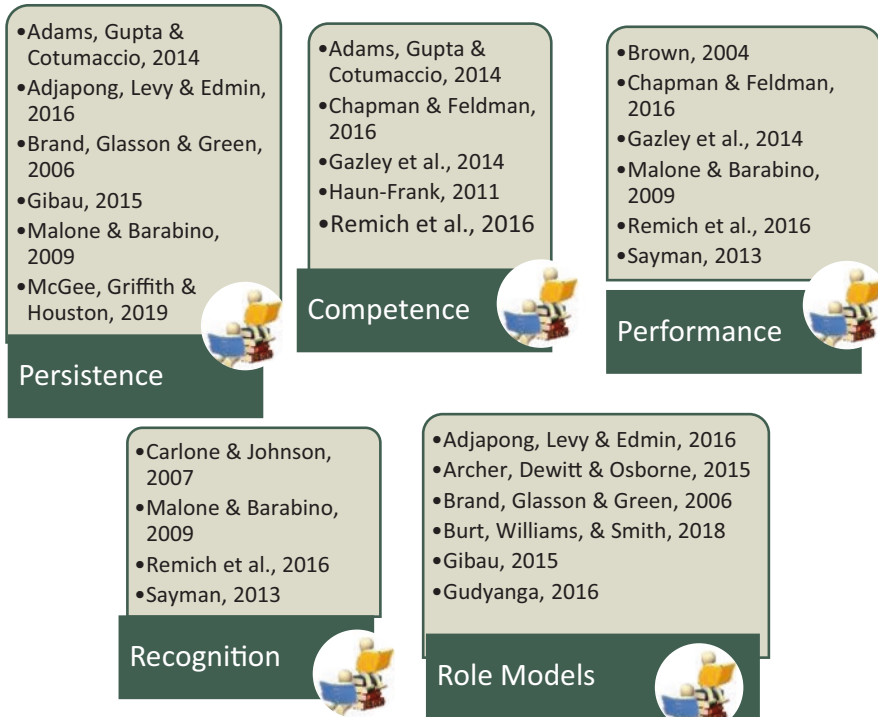 •Adams, Gupta &
Cotumaccio, 2014
•Adjapong, Levy & Edmin,
2016
•Brand, Glasson & Green,
2006
•Gibau, 2015
•Malone & Barabino,
2009
•McGee, Griffith &
Houston, 2019
Persistence
•Adams, Gupta &
Cotumaccio, 2014
•Chapman & Feldman,
2016
•Gazley et al., 2014
•Haun-Frank, 2011
•Remich et al., 2016
Competence
•Brown, 2004
•Chapman & Feldman,
2016
•Gazley et al., 2014
•Malone & Barabino,
2009
•Remich et al., 2016
•Sayman, 2013
Performance
•Carlone & Johnson,
2007
•Malone & Barabino,
2009
•Remich et al., 2016
•Sayman, 2013
Recognition
•Adjapong, Levy & Edmin, 2016
•Archer, Dewitt & Osborne, 2015
•Brand, Glasson & Green, 2006
•Burt, Williams, & Smith, 2018
•Gibau, 2015
•Gudyanga, 2016
Role Models